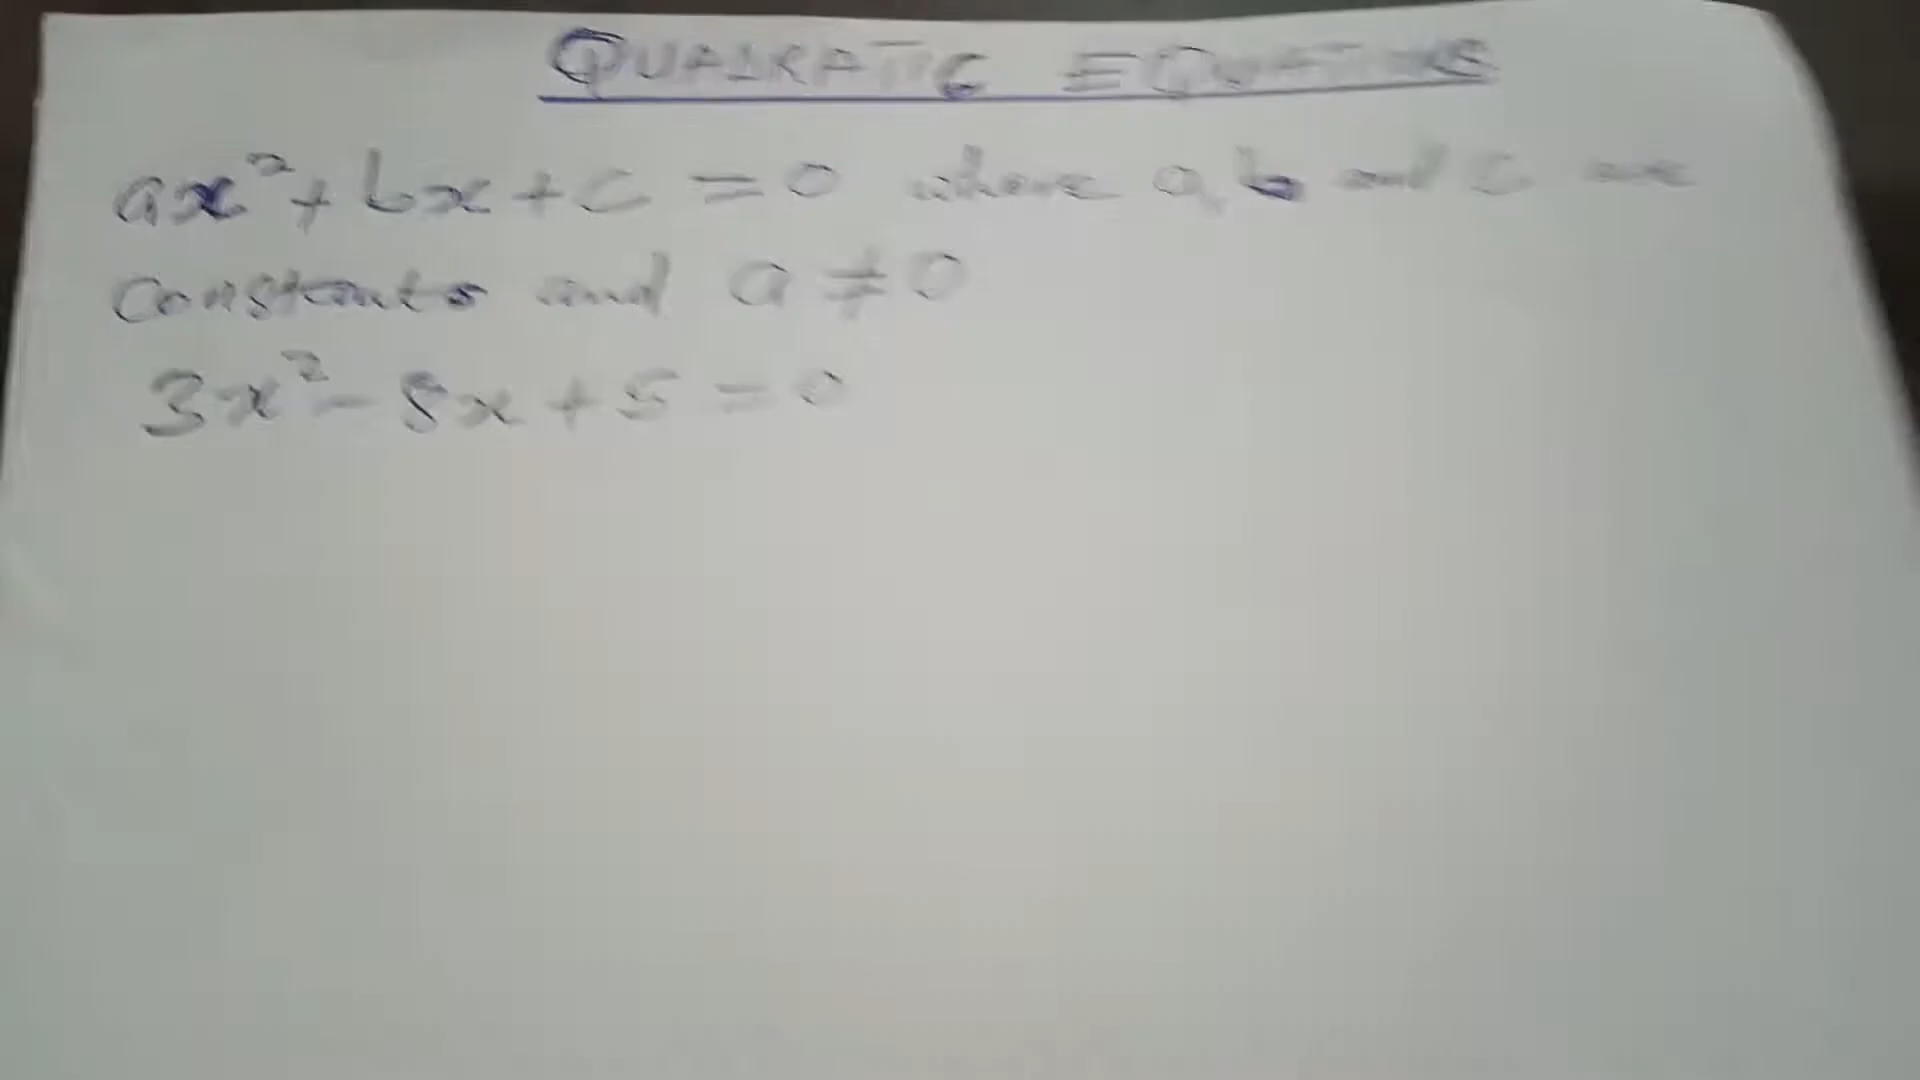 QUADRATIC EQUATIONS
ax² + bx + c = 0 where a, b and c are
constants and a ≠ 0
3x² - 8x + 5 = 0